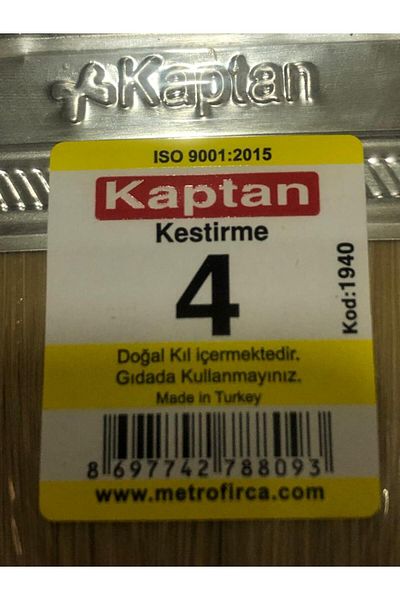 Kaptan
ISO 9001:2015
Kaptan
Kestirme
4
Kod:1940
Doğal Kıl içermektedir.
Gıdada Kullanmayınız.
Made in Turkey
8 697742 788093
www.metrofirca.com